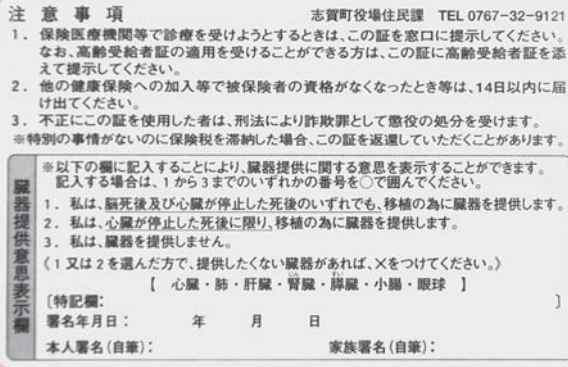 注意事項 志賀町役場住民課 TEL 0767-32-9121
1. 保険医療機関等で診療を受けようとするときは、この証を窓口に提示してください。
なお、高齢受給者証の適用を受けることができる方は、この証に高齢受給者証を添
えて提示してください。
2. 他の健康保険への加入等で被保険者の資格がなくなったとき等は、14日以内に届
け出てください。
3. 不正にこの証を使用した者は、刑法により詐欺罪として懲役の処分を受けます。
※特別の事情がないのに保険税を滞納した場合、この証を返還していただくことがあります。
臓器提供意思表示欄
※以下の欄に記入することにより、臓器提供に関する意思を表示することができます。
記入する場合は、1から3までのいずれかの番号を○で囲んでください。
1. 私は、脳死後及び心臓が停止した死後のいずれでも、移植の為に臓器を提供します。
2. 私は、心臓が停止した死後に限り、移植の為に臓器を提供します。
3. 私は、臓器を提供しません。
《1又は2を選んだ方で、提供したくない臓器があれば、×をつけてください。》
【 心臓・肺・肝臓・腎臓・膵臓・小腸・眼球 】
〔特記欄: 〕
署名年月日: 年 月 日
本人署名(自筆): 家族署名(自筆):